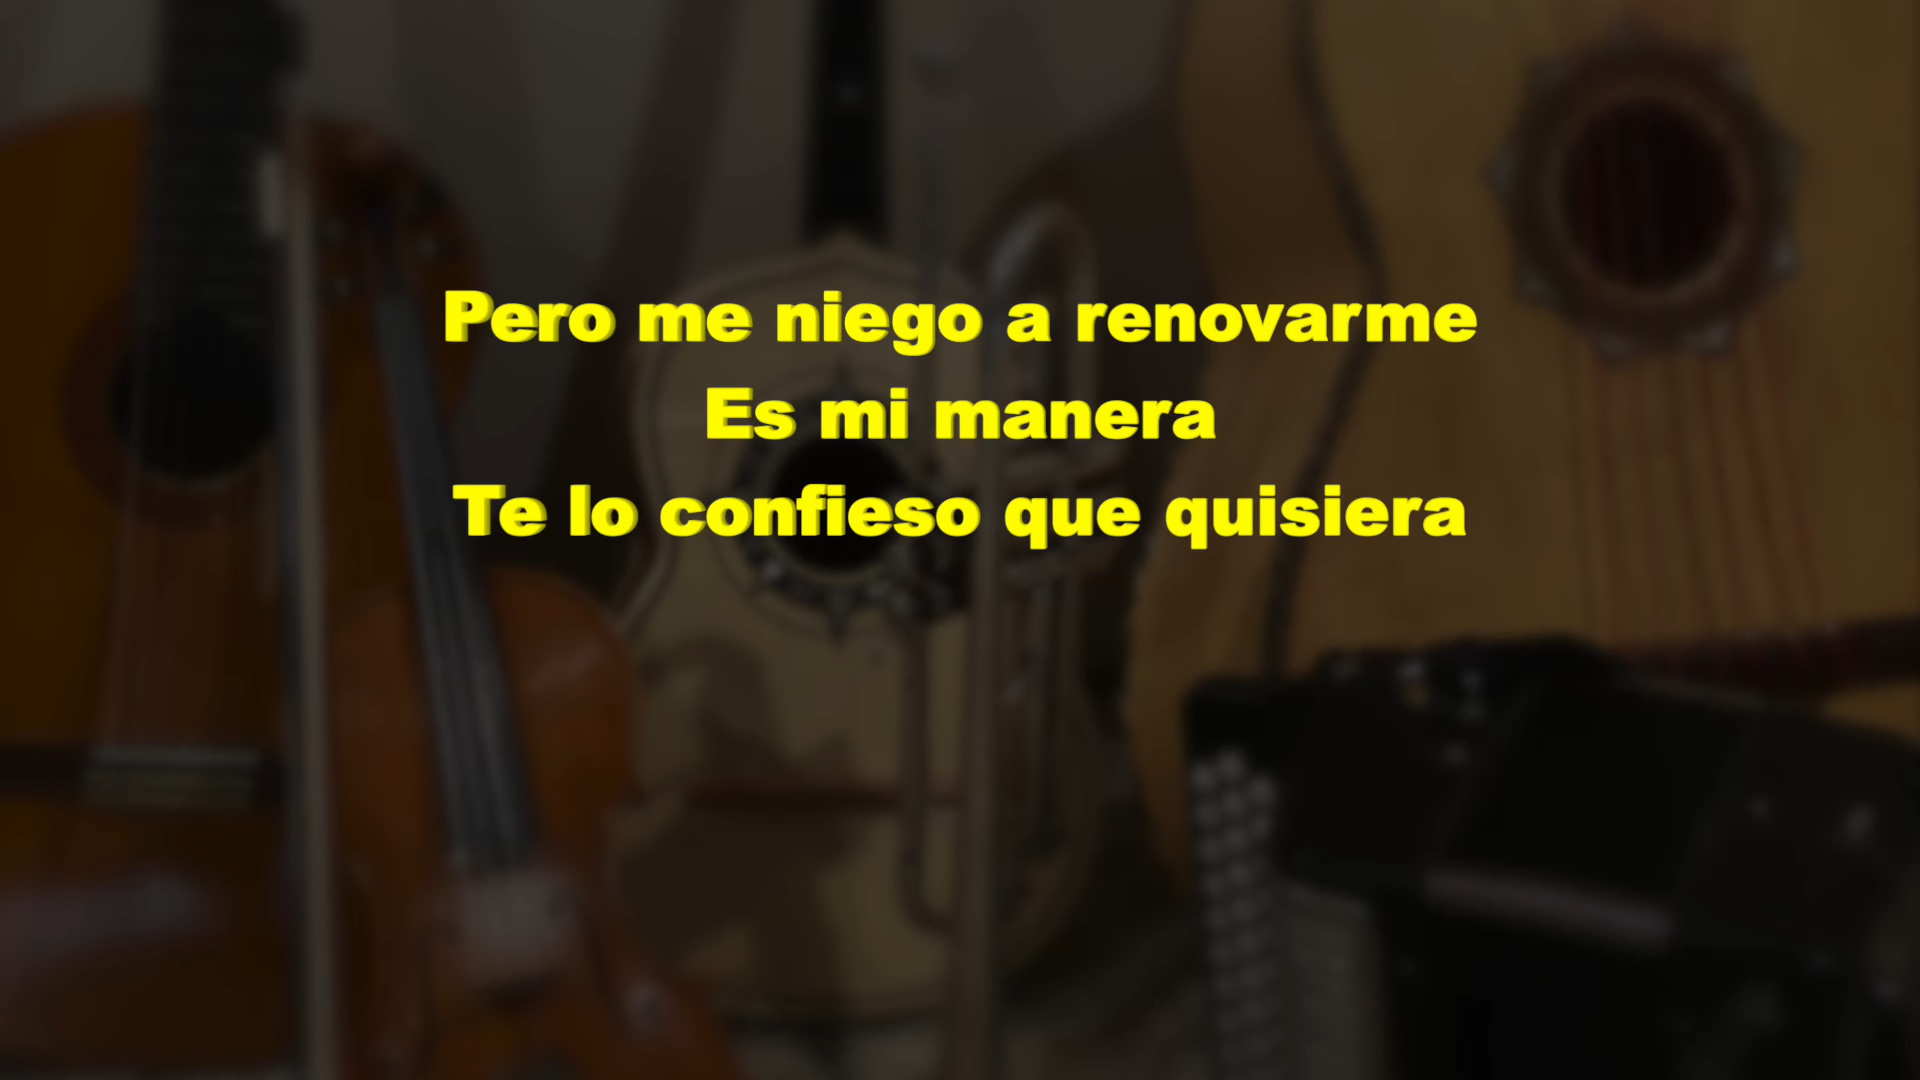 Pero me niego a renovarme
Es mi manera
Te lo confieso que quisiera